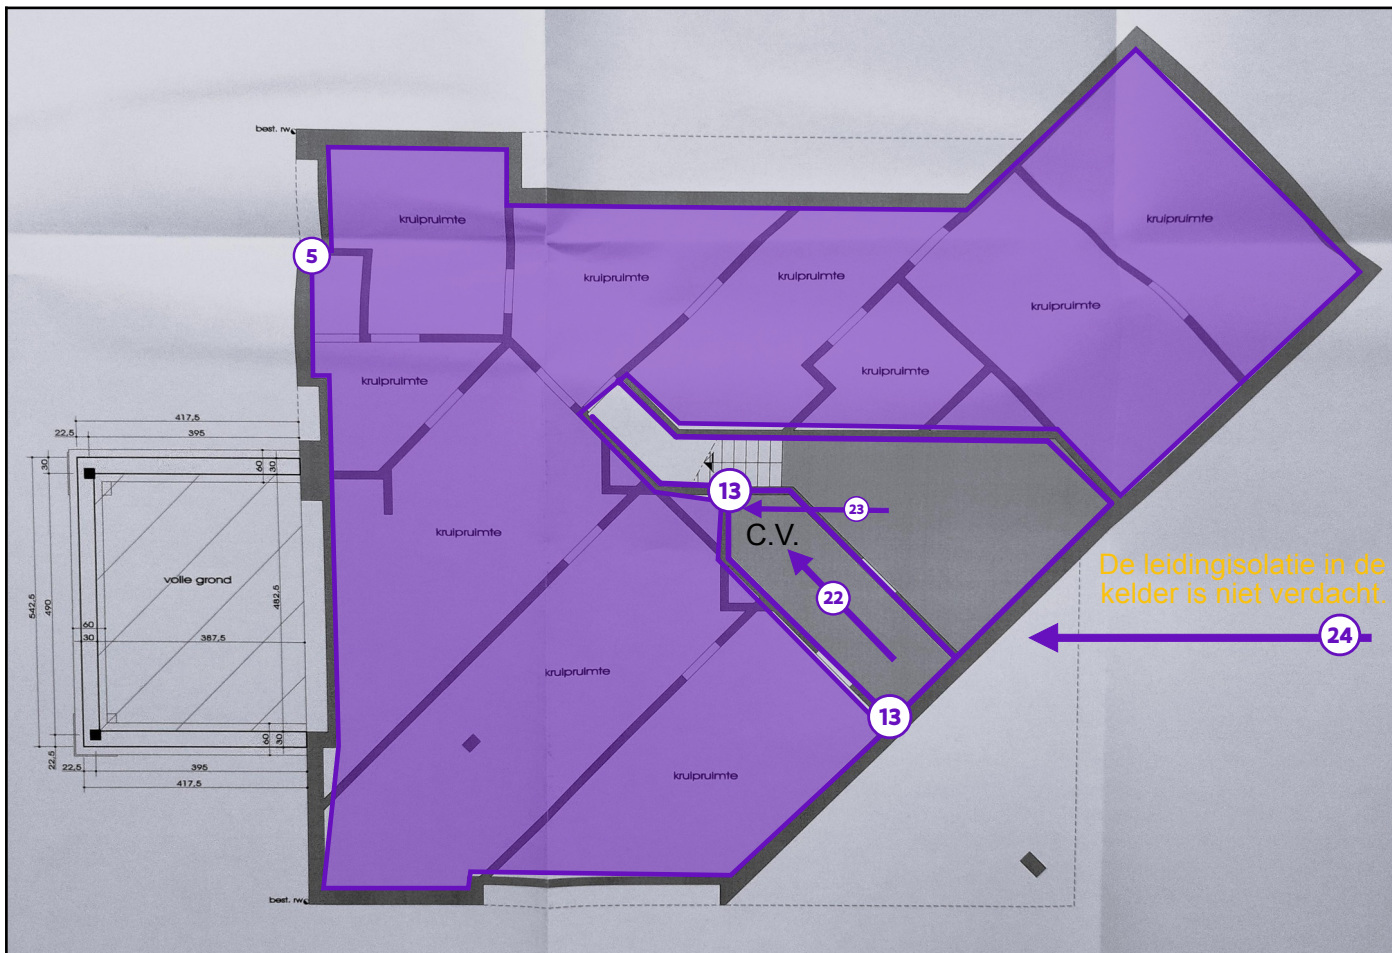 best. rw.
kruipruimte
kruipruimte
5
kruipruimte
kruipruimte
kruipruimte
kruipruimte
kruipruimte
417,5
22,5
395
30
60
30
13
23
C.V.
kruipruimte
De leidingisolatie in de
kelder is niet verdacht.
volle grond
542,5
490
482,5
60
30
387,5
22
24
kruipruimte
13
60
30
22,5
22,5
395
417,5
kruipruimte
best. rw.